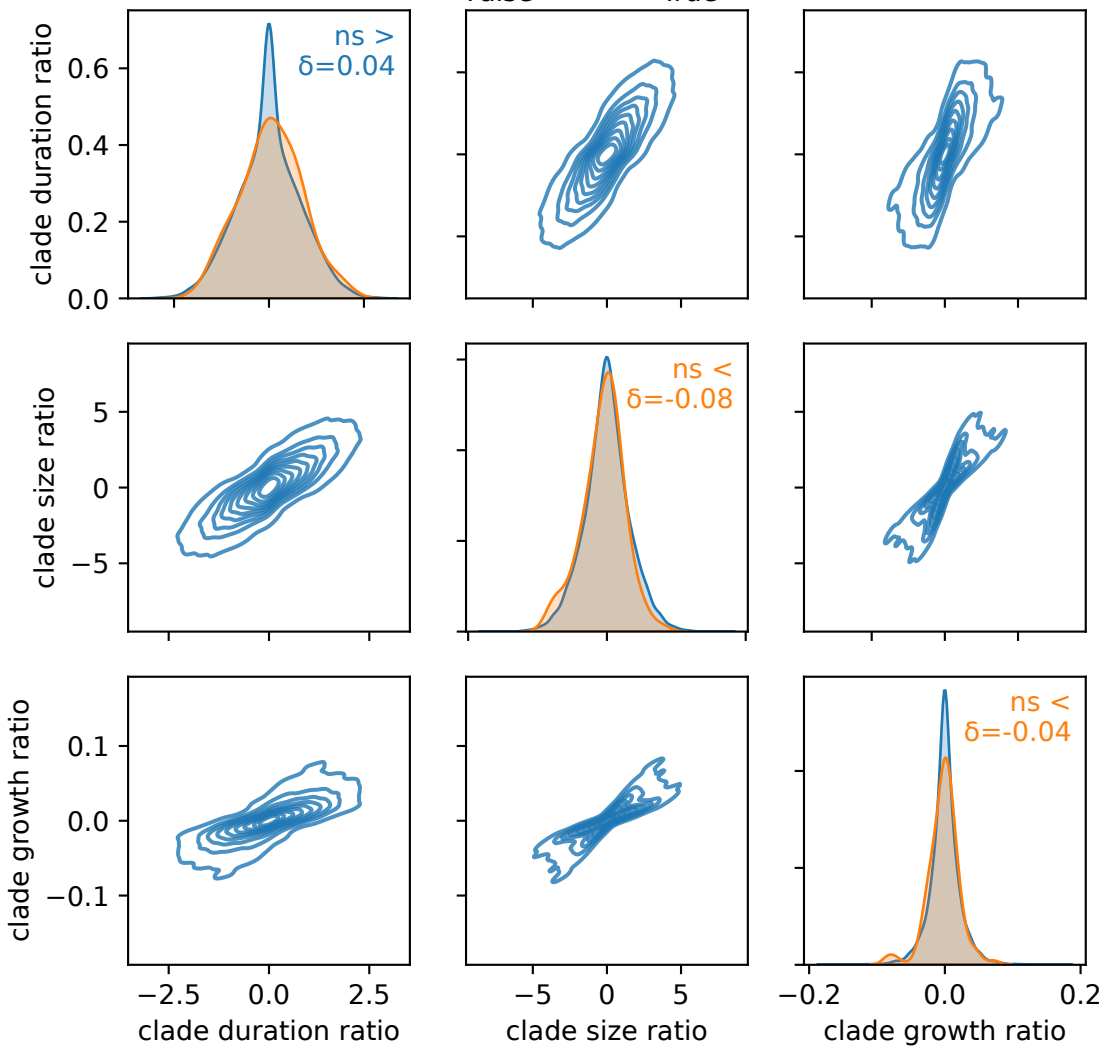 clade duration ratio
0.6
0.4
0.2
0.0
ns >
δ=0.04
clade size ratio
5
0
−5
ns <
δ=-0.08
clade growth ratio
0.1
0.0
−0.1
ns <
δ=-0.04
−2.5 0.0 2.5
−5 0 5
−0.2 0.0 0.2
clade duration ratio
clade size ratio
clade growth ratio